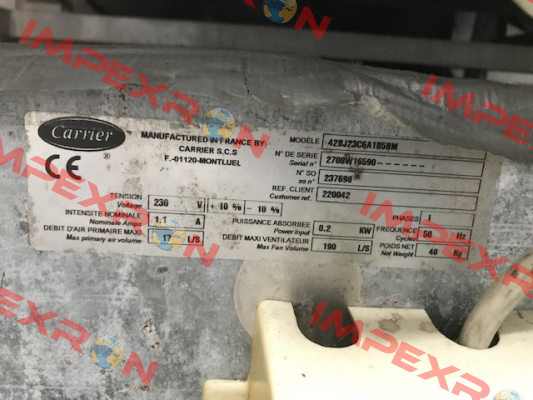 IMPEXRON
Carrier
CE
MANUFACTURED IN FRANCE BY
CARRIER S.C.S
F.-01120-MONTLUEL
MODELE 42BJ23C6A1858M
N° DE SERIE 2708W16590
Serial n°
N° SO 237698
so n°
REF. CLIENT 220042
Customer ref.
TENSION 230 V + 10 % - 10 %
Voltage
PHASES 1
INTENSITE NOMINALE 1.1 A
Nominale Amps
PUISSANCE ABSORBEE 0.2 KW
Power Input
FREQUENCE 50 Hz
Cycles
DEBIT D'AIR PRIMAIRE MAXI 17 L/S
Max primary air volume
DEBIT MAXI VENTILATEUR 190 L/S
Max Fan Volume
POIDS NET 40 Kg
Net Weight
IMPEXRON
IMPEXRON